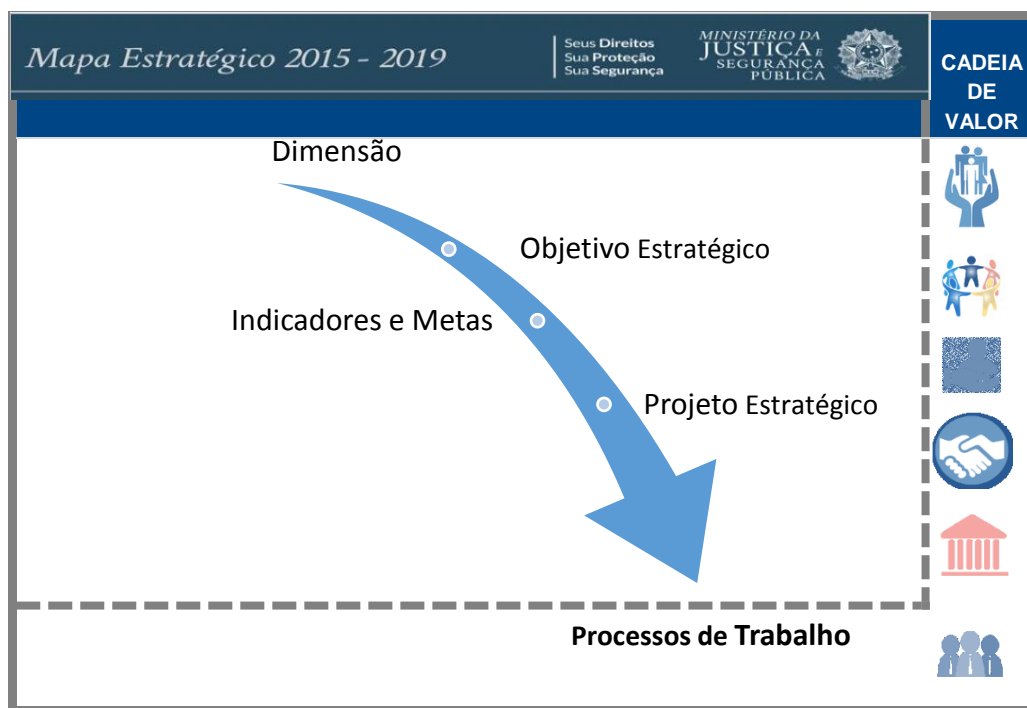 Mapa Estratégico 2015 - 2019
Seus Direitos
Sua Proteção
Sua Segurança
MINISTÉRIO DA
JUSTIÇA E
SEGURANÇA
PÚBLICA
CADEIA
DE
VALOR
Dimensão
Objetivo Estratégico
Indicadores e Metas
Projeto Estratégico
Processos de Trabalho